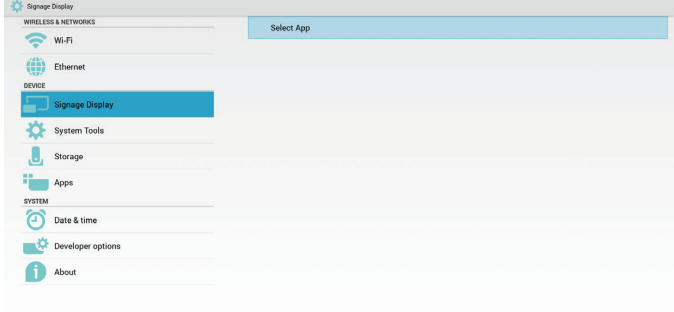 Signage Display
WIRELESS & NETWORKS
Wi-Fi
Ethernet
DEVICE
Signage Display
System Tools
Storage
Apps
SYSTEM
Date & time
Developer options
About
Select App